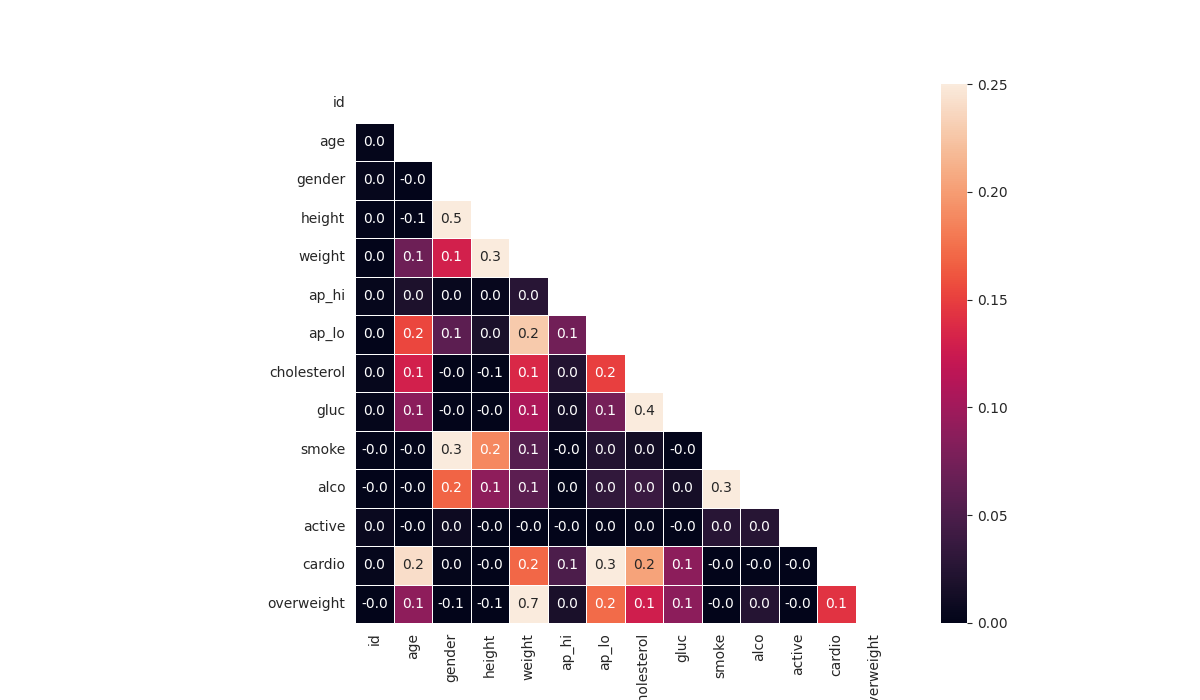 0.25
id
age 0.0
gender 0.0 -0.0
0.20
height 0.0 -0.1 0.5
weight 0.0 0.1 0.1 0.3
ap_hi 0.0 0.0 0.0 0.0 0.0
0.15
ap_lo 0.0 0.2 0.1 0.0 0.2 0.1
cholesterol 0.0 0.1 -0.0 -0.1 0.1 0.0 0.2
gluc 0.0 0.1 -0.0 -0.0 0.1 0.0 0.1 0.4
0.10
smoke -0.0 -0.0 0.3 0.2 0.1 -0.0 0.0 0.0 -0.0
alco -0.0 -0.0 0.2 0.1 0.1 0.0 0.0 0.0 0.0 0.3
0.05
active 0.0 -0.0 0.0 -0.0 -0.0 -0.0 0.0 0.0 -0.0 0.0 0.0
cardio 0.0 0.2 0.0 -0.0 0.2 0.1 0.3 0.2 0.1 -0.0 -0.0 -0.0
overweight -0.0 0.1 -0.1 -0.1 0.7 0.0 0.2 0.1 0.1 -0.0 0.0 -0.0 0.1
0.00
id
age
gender
height
weight
ap_hi
ap_lo
holesterol
gluc
smoke
alco
active
cardio
verweight